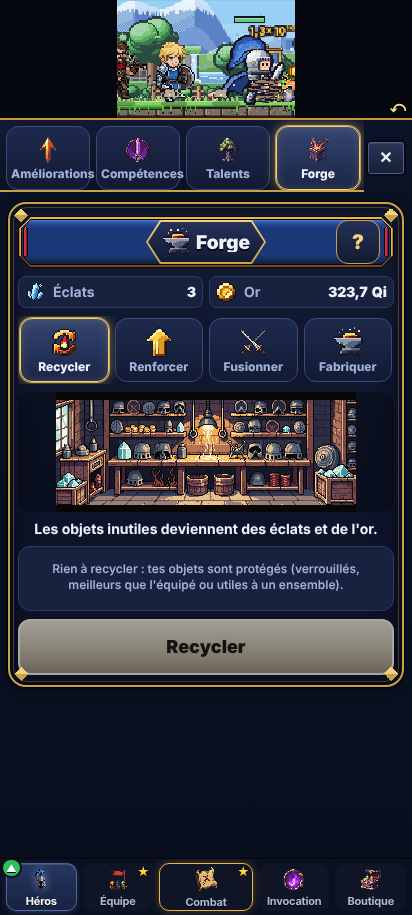 1,3×10
Améliorations
Compétences
Talents
Forge
×
Forge
?
Éclats 3
Or 323,7 Qi
Recycler
Renforcer
Fusionner
Fabriquer
Les objets inutiles deviennent des éclats et de l'or.
Rien à recycler : tes objets sont protégés (verrouillés,
meilleurs que l'équipé ou utiles à un ensemble).
Recycler
Héros
Équipe
Combat
Invocation
Boutique